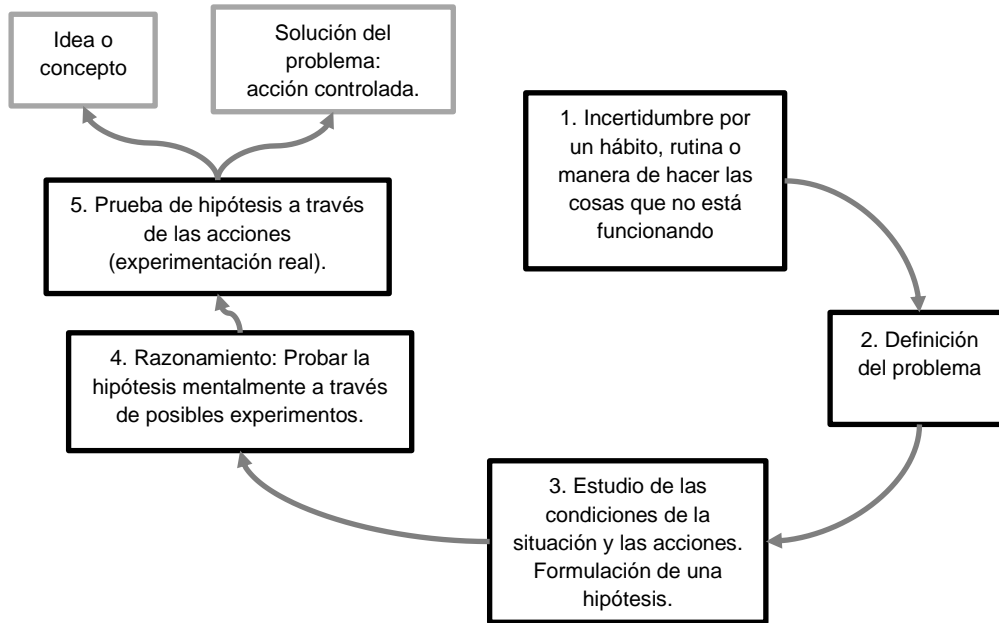 Idea o
concepto
Solución del
problema:
acción controlada.
1. Incertidumbre por
un hábito, rutina o
manera de hacer las
cosas que no está
funcionando
2. Definición
del problema
3. Estudio de las
condiciones de la
situación y las acciones.
Formulación de una
hipótesis.
4. Razonamiento: Probar la
hipótesis mentalmente a través
de posibles experimentos.
5. Prueba de hipótesis a través
de las acciones
(experimentación real).